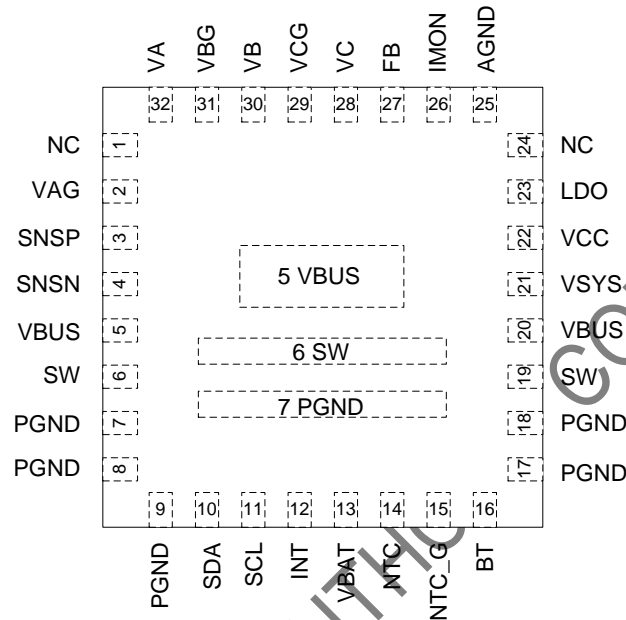 VA VBG VB VCG VC FB IMON AGND
32 31 30 29 28 27 26 25
NC 1 24 NC
VAG 2 23 LDO
SNSP 3 22 VCC
SNSN 4 21 VSYS
5 VBUS
VBUS 5 20 VBUS
6 SW
SW 6 19 SW
7 PGND
PGND 7 18 PGND
PGND 8 17 PGND
9 10 11 12 13 14 15 16
PGND SDA SCL INT VBAT NTC NTC_G BT